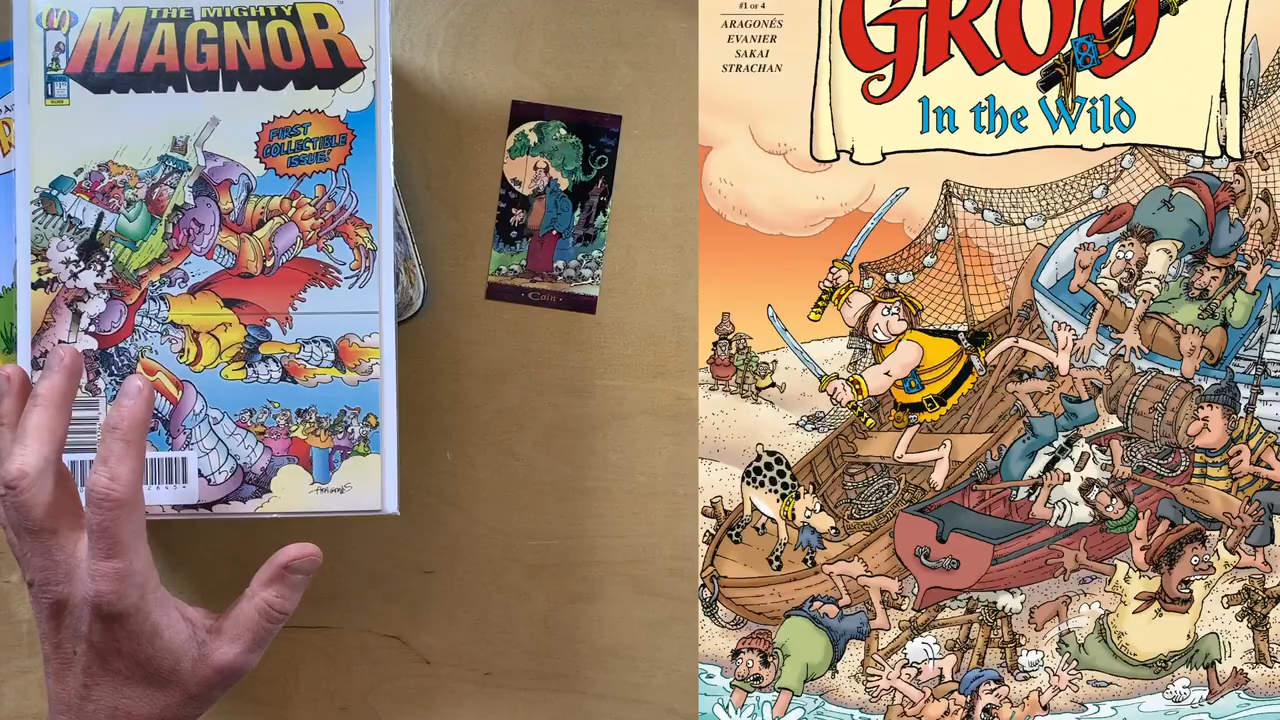 THE MIGHTY
MAGNOR
1
FIRST
COLLECTIBLE
ISSUE!
ARAGONÉS
Cain
#1 OF 4
ARAGONÉS
EVANIER
SAKAI
STRACHAN
GROO
In the Wild